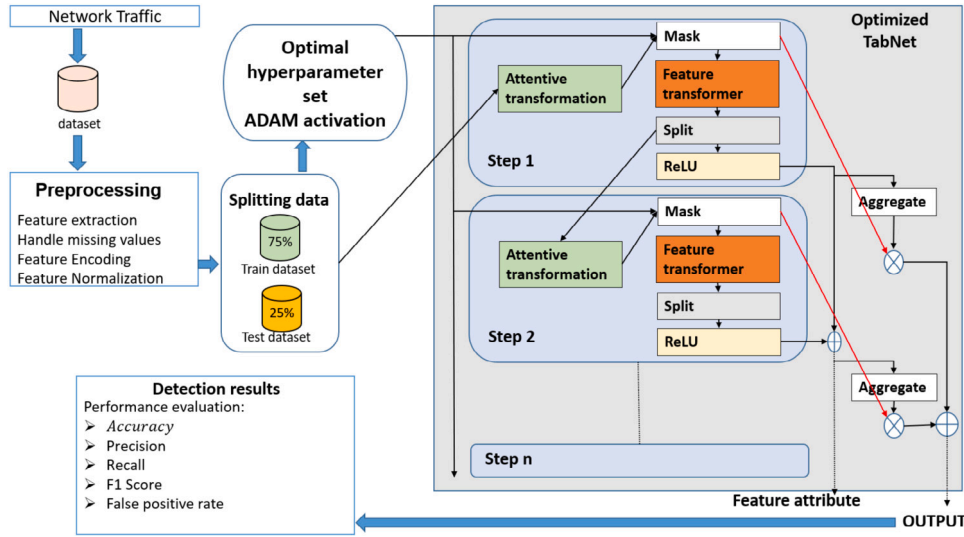 Network Traffic
dataset
Preprocessing
Feature extraction
Handle missing values
Feature Encoding
Feature Normalization
Splitting data
75%
Train dataset
25%
Test dataset
Optimal
hyperparameter
set
ADAM activation
Optimized
TabNet
Mask
Attentive
transformation
Feature
transformer
Split
ReLU
Step 1
Aggregate
Mask
Attentive
transformation
Feature
transformer
Split
ReLU
Step 2
Aggregate
Step n
Feature attribute
OUTPUT
Detection results
Performance evaluation:
➤ Accuracy
➤ Precision
➤ Recall
➤ F1 Score
➤ False positive rate